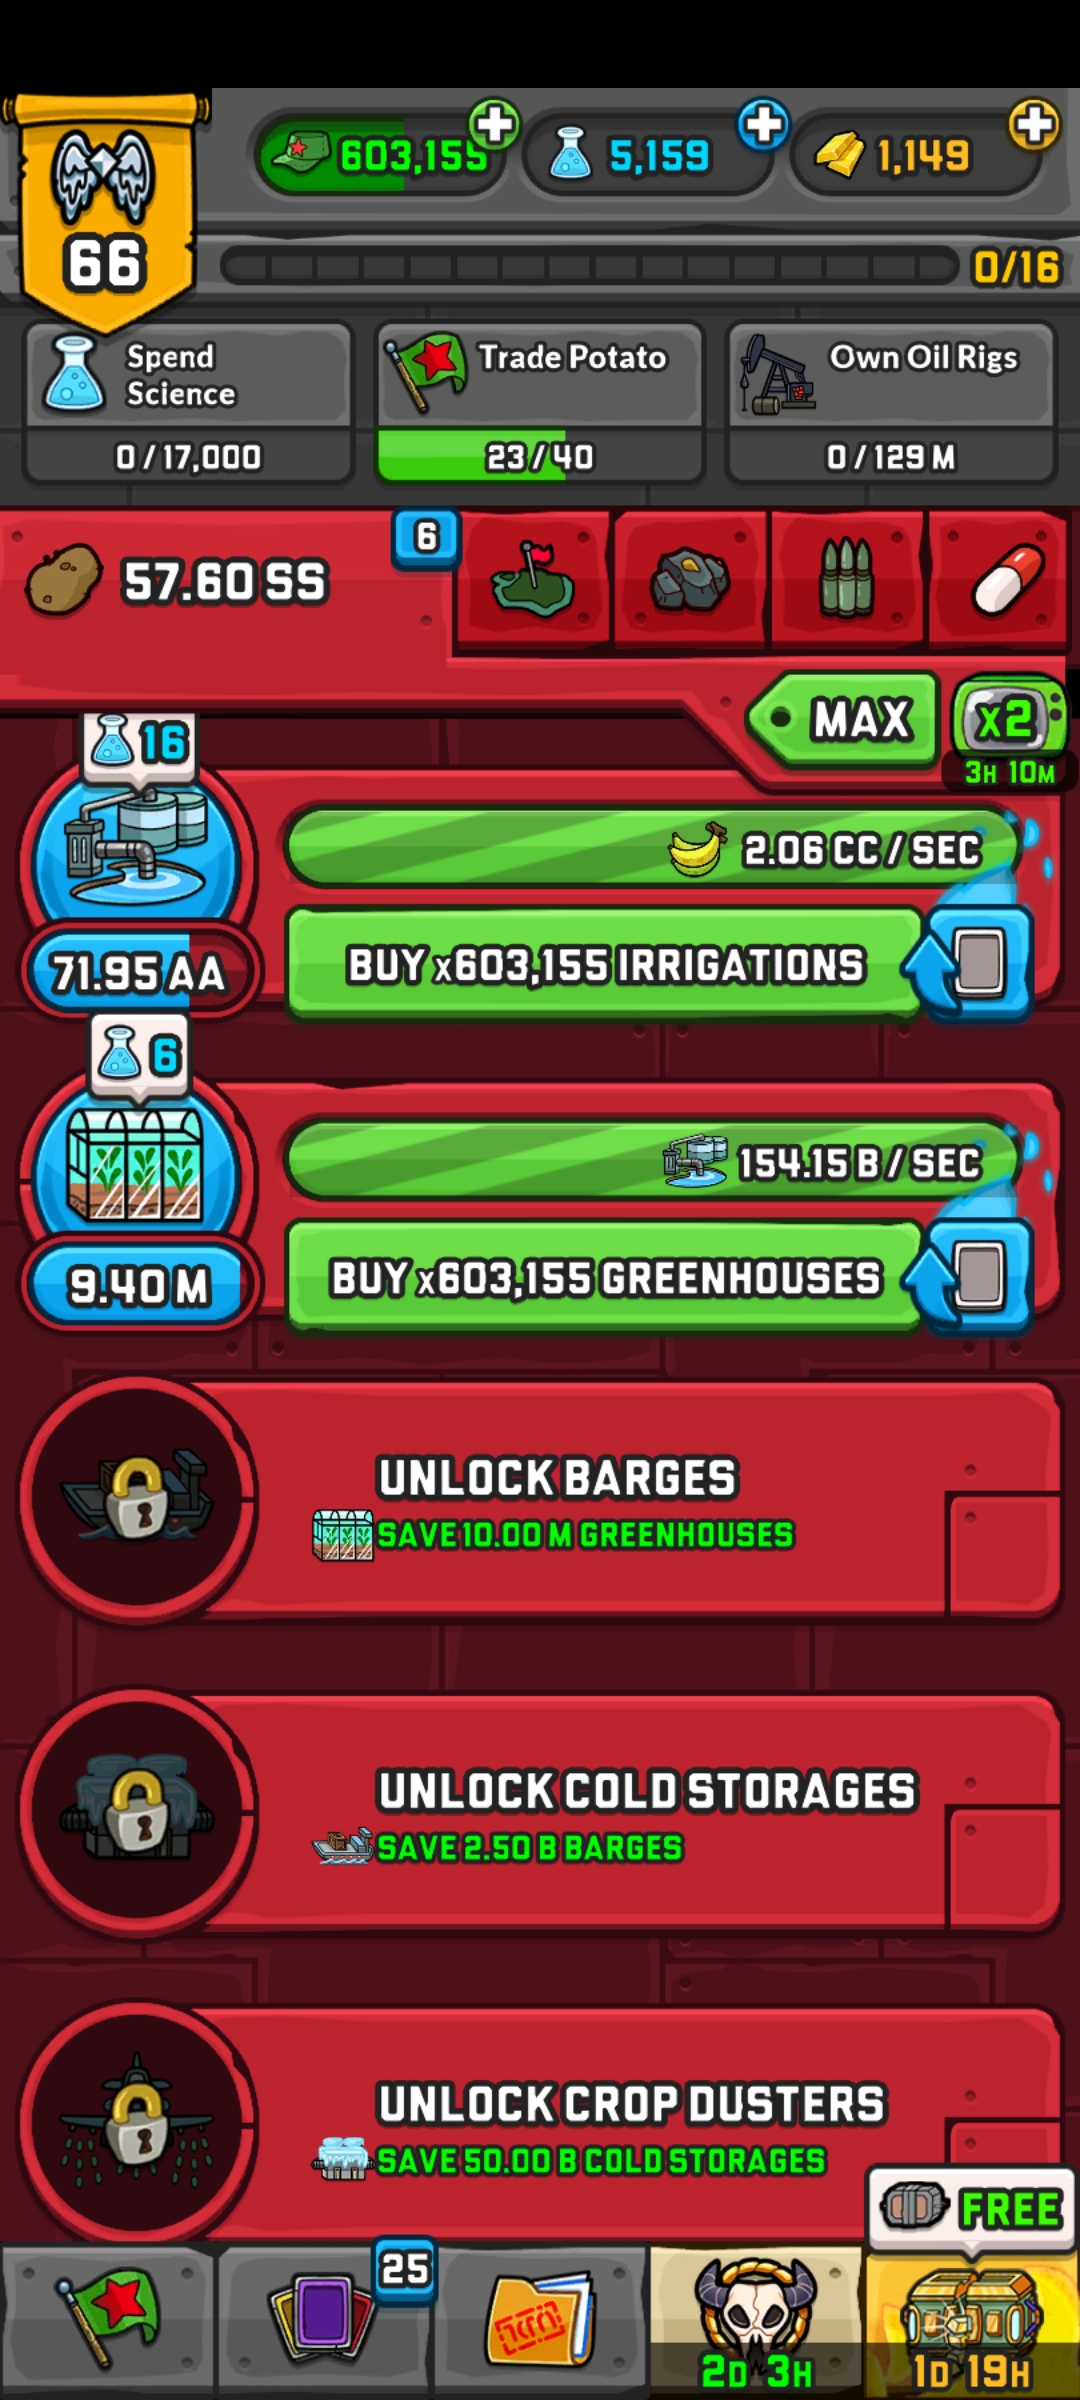 603,155
5,159
1,149
66
0/16
Spend
Science
0 / 17,000
Trade Potato
23 / 40
Own Oil Rigs
0 / 129 M
57.60 SS
6
MAX
x2
3H 10M
16
2.06 CC / SEC
71.95 AA
BUY x603,155 IRRIGATIONS
6
154.15 B / SEC
9.40 M
BUY x603,155 GREENHOUSES
UNLOCK BARGES
SAVE 10.00 M GREENHOUSES
UNLOCK COLD STORAGES
SAVE 2.50 B BARGES
UNLOCK CROP DUSTERS
SAVE 50.00 B COLD STORAGES
FREE
25
2D 3H
1D 19H